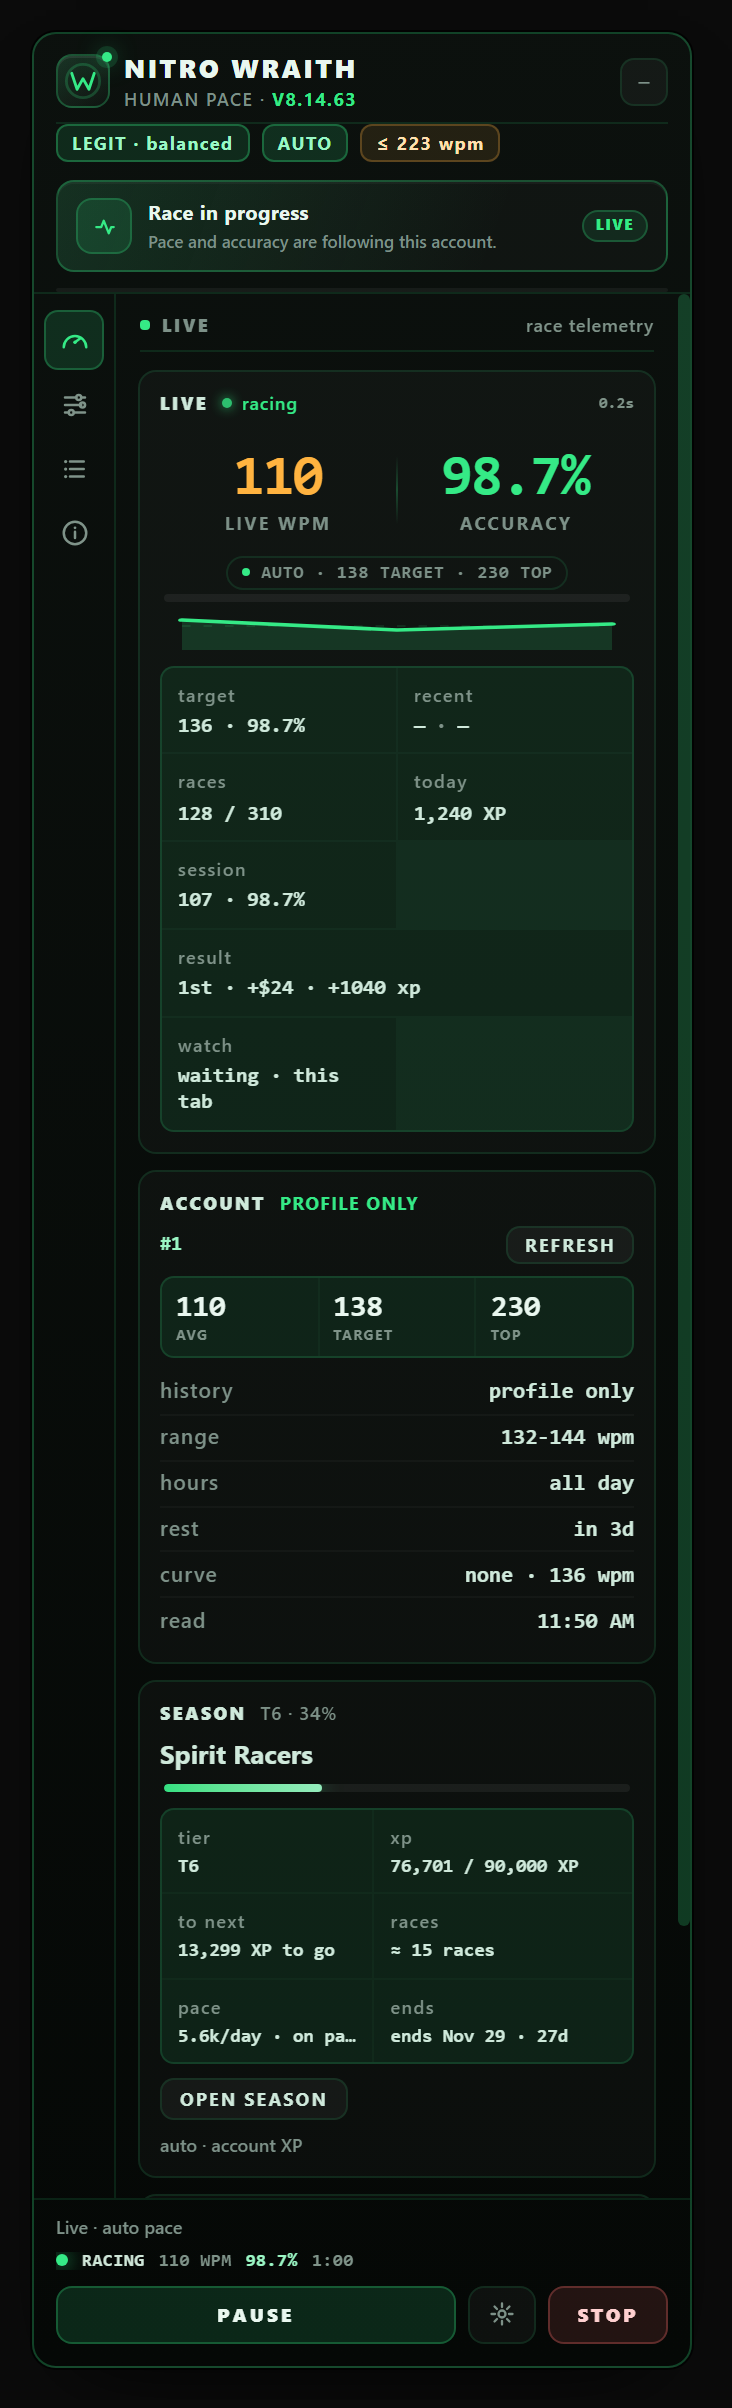 NITRO WRAITH
HUMAN PACE · V8.14.63
–
LEGIT · balanced
AUTO
≤ 223 wpm
Race in progress
Pace and accuracy are following this account.
LIVE
LIVE
race telemetry
LIVE racing
0.2s
110
LIVE WPM
98.7%
ACCURACY
AUTO · 138 TARGET · 230 TOP
target
136 · 98.7%
recent
— · —
races
128 / 310
today
1,240 XP
session
107 · 98.7%
result
1st · +$24 · +1040 xp
watch
waiting · this
tab
ACCOUNT PROFILE ONLY
#1
REFRESH
110
AVG
138
TARGET
230
TOP
history profile only
range 132-144 wpm
hours all day
rest in 3d
curve none · 136 wpm
read 11:50 AM
SEASON T6 · 34%
Spirit Racers
tier
T6
xp
76,701 / 90,000 XP
to next
13,299 XP to go
races
≈ 15 races
pace
5.6k/day · on pa…
ends
ends Nov 29 · 27d
OPEN SEASON
auto · account XP
Live · auto pace
RACING 110 WPM 98.7% 1:00
PAUSE
STOP